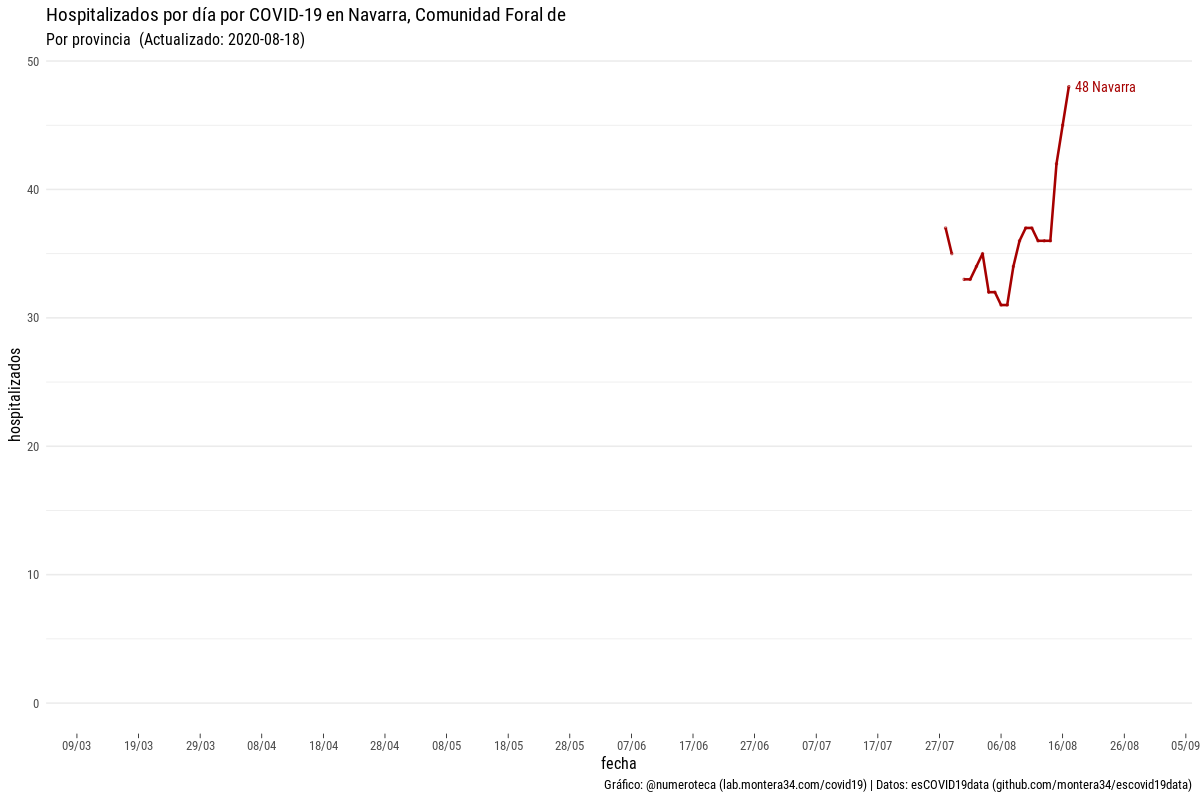 Hospitalizados por día por COVID-19 en Navarra, Comunidad Foral de
Por provincia  (Actualizado: 2020-08-18)
50
48 Navarra
40
30
20
10
0
hospitalizados
09/03 19/03 29/03 08/04 18/04 28/04 08/05 18/05 28/05 07/06 17/06 27/06 07/07 17/07 27/07 06/08 16/08 26/08 05/09
fecha
Gráfico: @numeroteca (lab.montera34.com/covid19) | Datos: esCOVID19data (github.com/montera34/escovid19data)